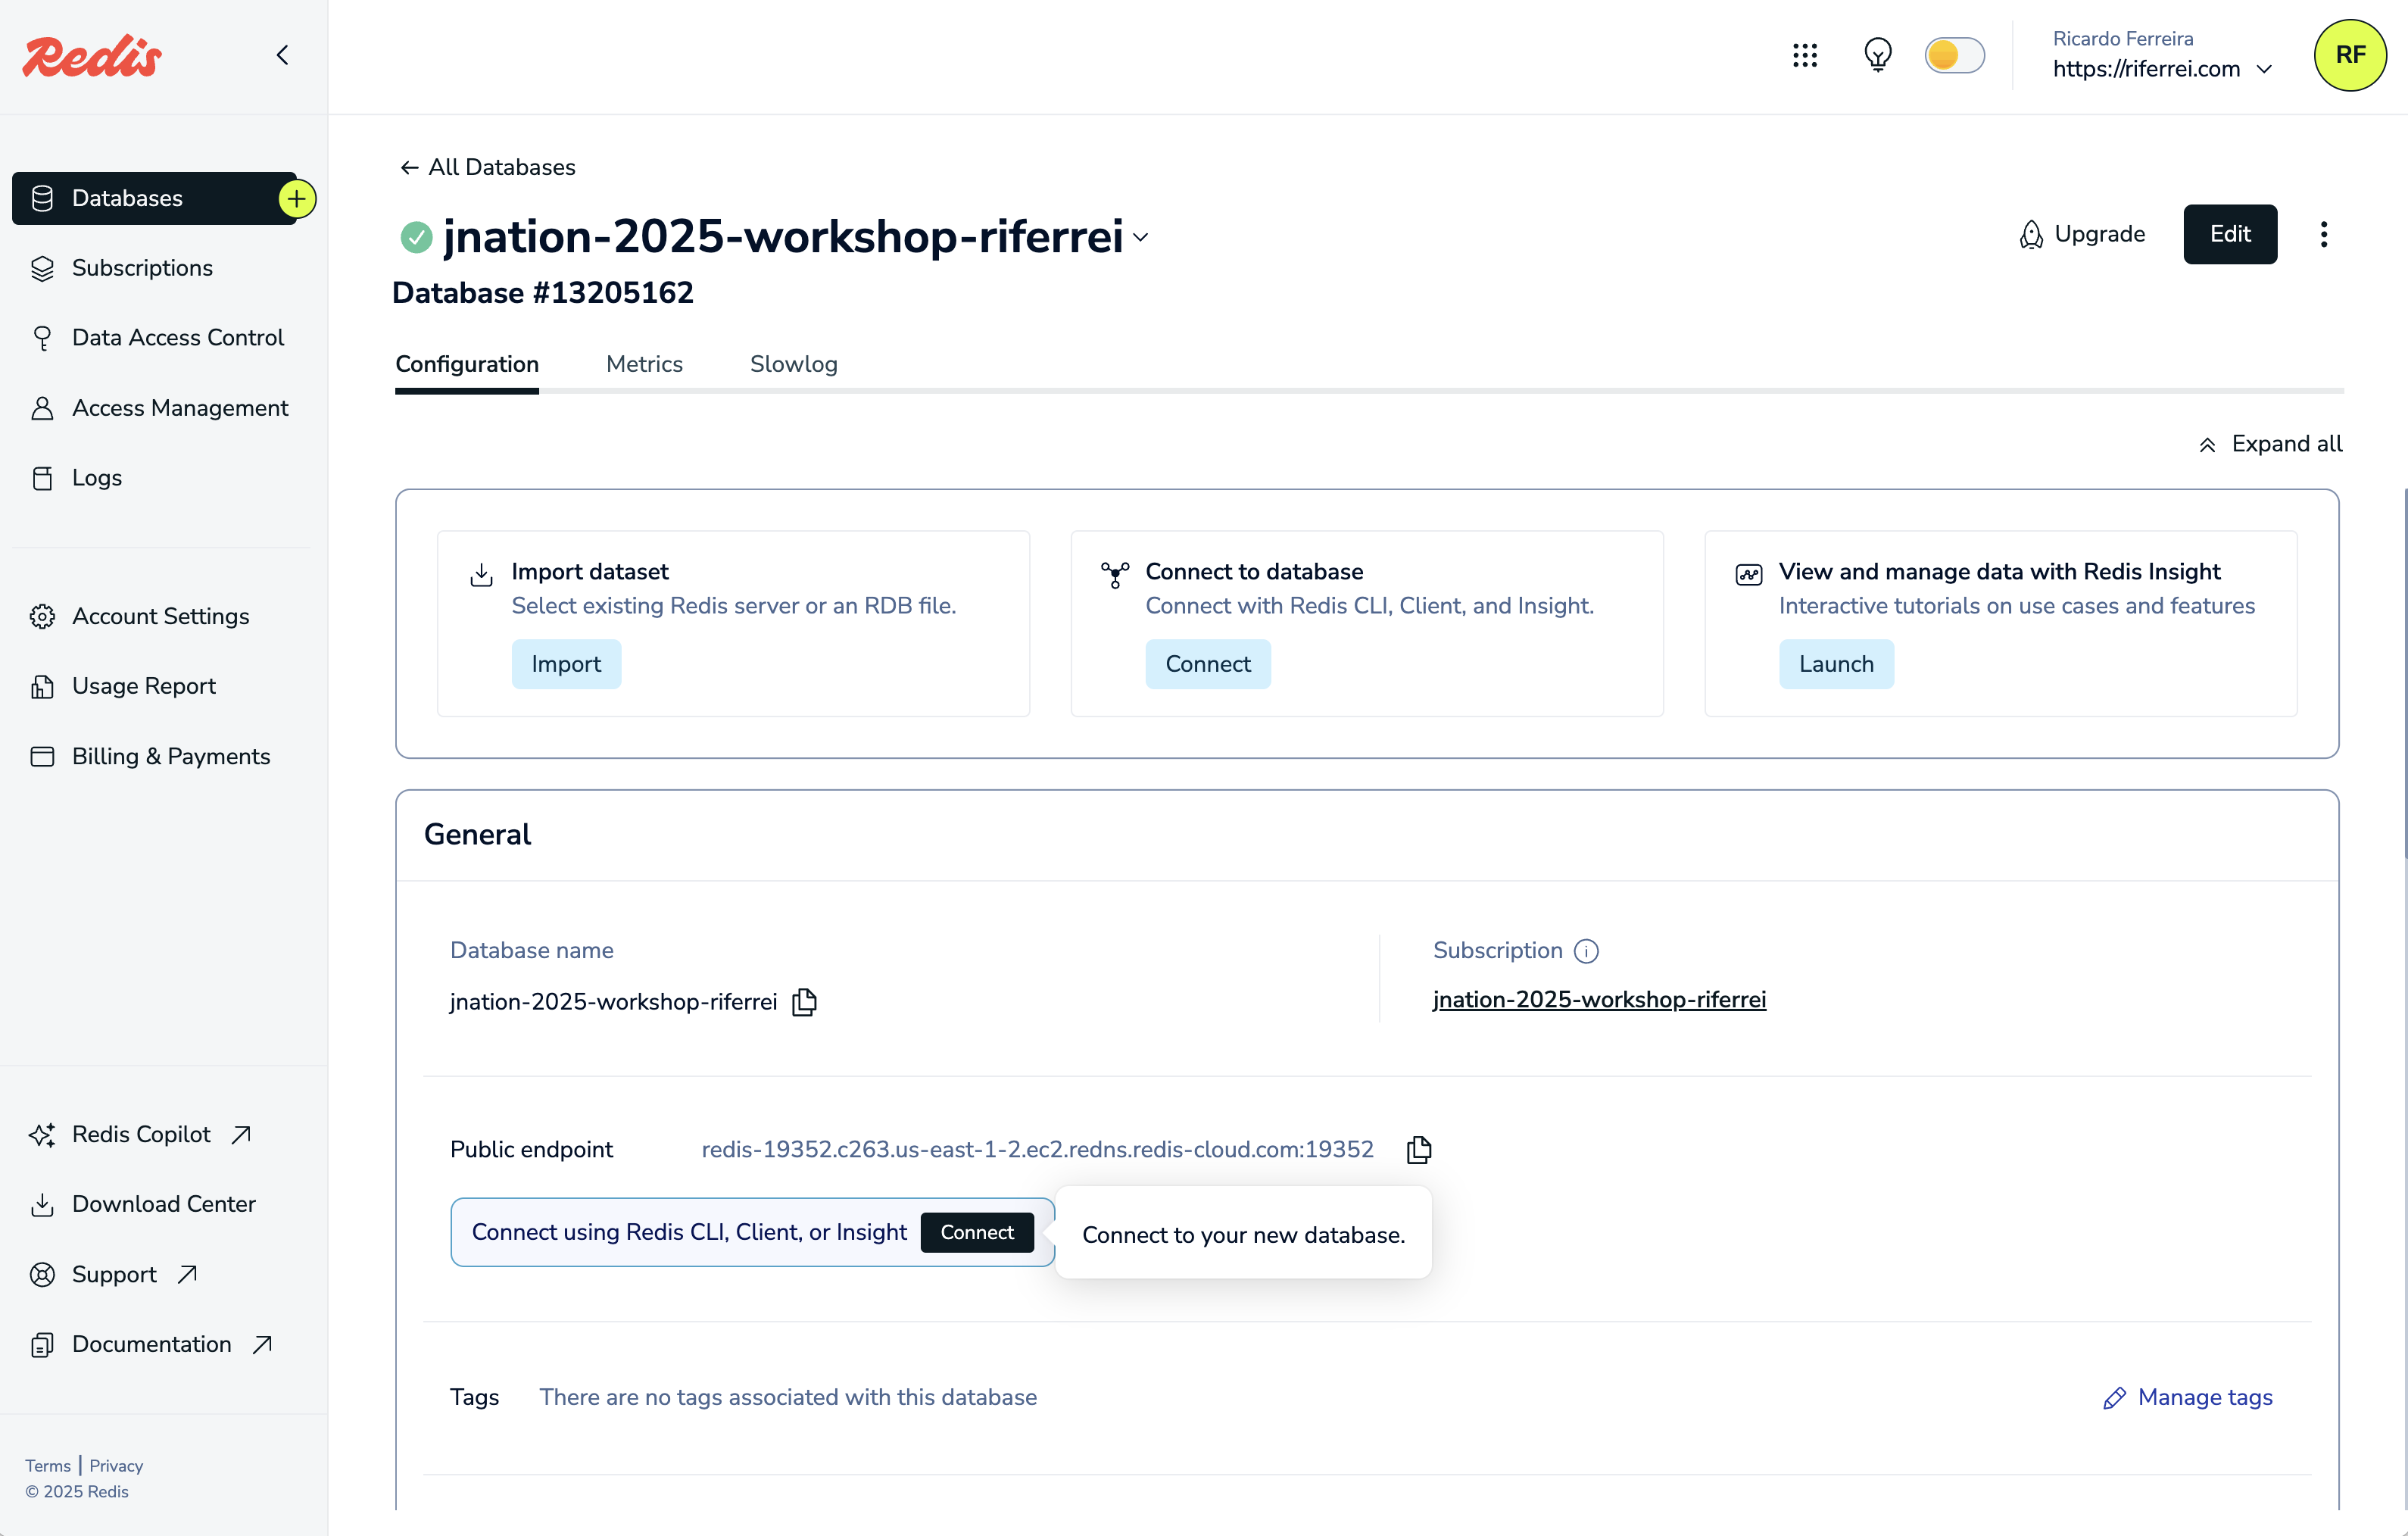 Redis
Ricardo Ferreira
https://riferrei.com
RF
Databases
Subscriptions
Data Access Control
Access Management
Logs
Account Settings
Usage Report
Billing & Payments
Redis Copilot
Download Center
Support
Documentation
Terms | Privacy
© 2025 Redis
All Databases
jnation-2025-workshop-riferrei
Database #13205162
Upgrade
Edit
Configuration
Metrics
Slowlog
Expand all
Import dataset
Select existing Redis server or an RDB file.
Import
Connect to database
Connect with Redis CLI, Client, and Insight.
Connect
View and manage data with Redis Insight
Interactive tutorials on use cases and features
Launch
General
Database name
jnation-2025-workshop-riferrei
Subscription
jnation-2025-workshop-riferrei
Public endpoint
redis-19352.c263.us-east-1-2.ec2.redns.redis-cloud.com:19352
Connect using Redis CLI, Client, or Insight
Connect
Connect to your new database.
Tags
There are no tags associated with this database
Manage tags